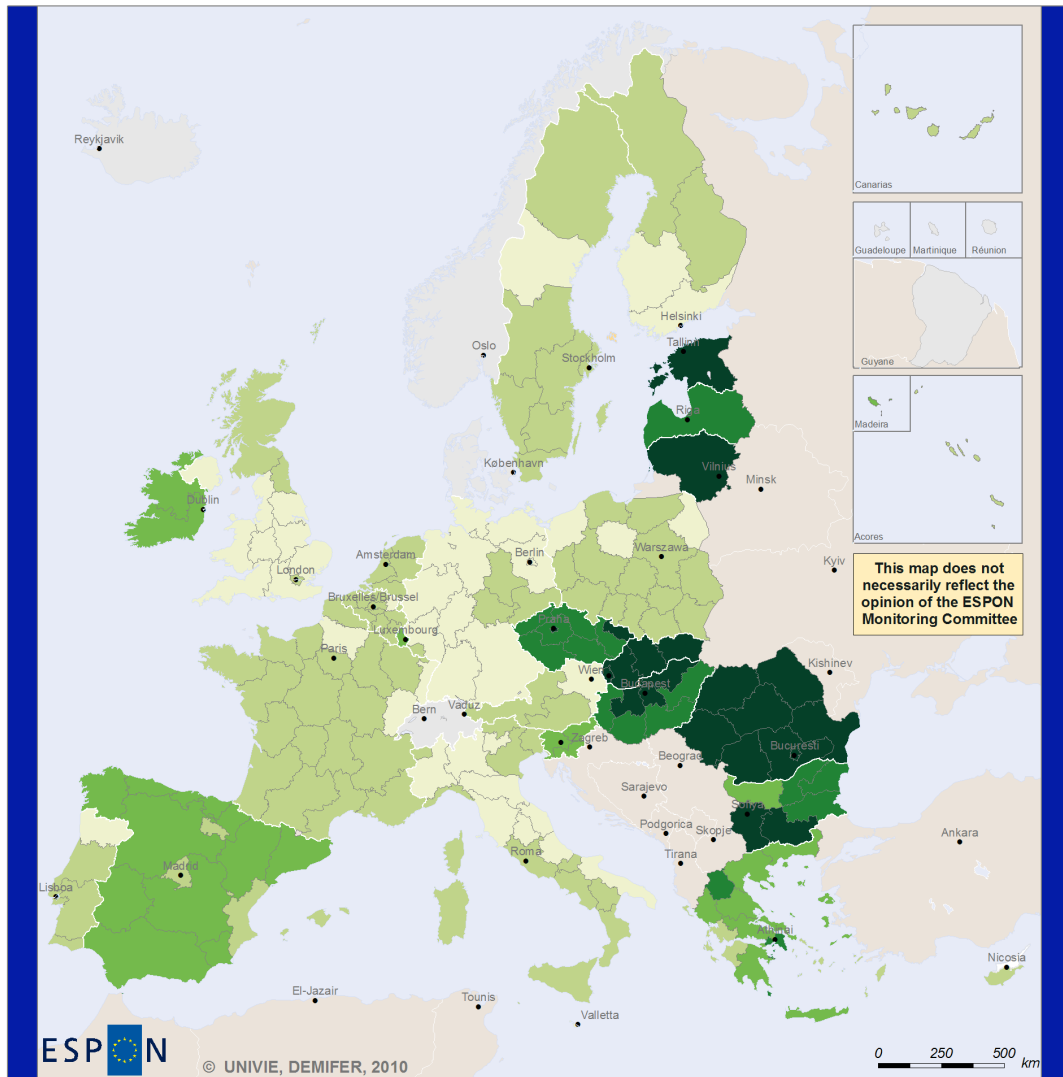 Reykjavik
Canarias
Guadeloupe
Martinique
Réunion
Guyane
Oslo
Helsinki
Tallinn
Stockholm
Riga
Madeira
København
Vilnius
Minsk
Dublin
Acores
Amsterdam
Berlin
Warszawa
London
Kyiv
This map does not
necessarily reflect the
opinion of the ESPON
Monitoring Committee
Bruxelles/Brussel
Praha
Luxembourg
Paris
Wien
Kishinev
Budapest
Bern
Vaduz
Zagreb
Bucuresti
Beograd
Sarajevo
Sofiya
Podgorica
Skopje
Ankara
Roma
Tirana
Madrid
Lisboa
Athinai
Nicosia
El-Jazair
Tounis
Valletta
ESPON
© UNIVIE, DEMIFER, 2010
0 250 500 km